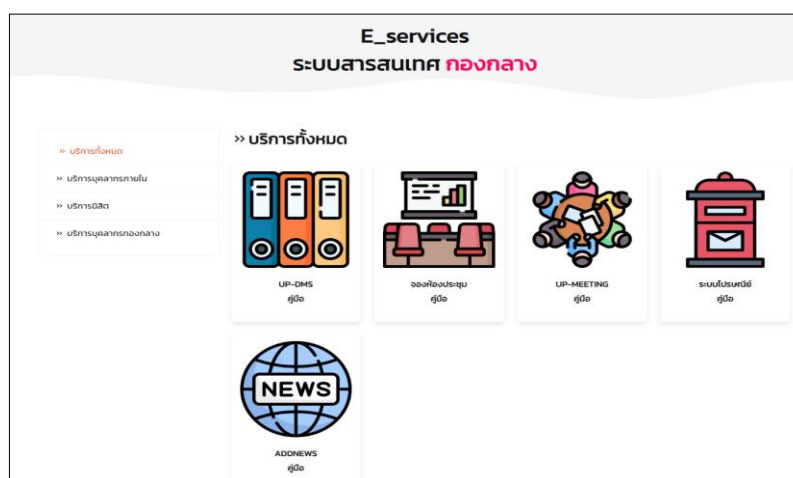 E_services
ระบบสารสนเทศ กองกลาง
» บริการทั้งหมด
» บริการบุคลากรภายใน
» บริการนิสิต
» บริการบุคลากรกองกลาง
» บริการทั้งหมด
UP-DMS
คู่มือ
จองห้องประชุม
คู่มือ
UP-MEETING
คู่มือ
ระบบไปรษณีย์
คู่มือ
NEWS
ADDNEWS
คู่มือ